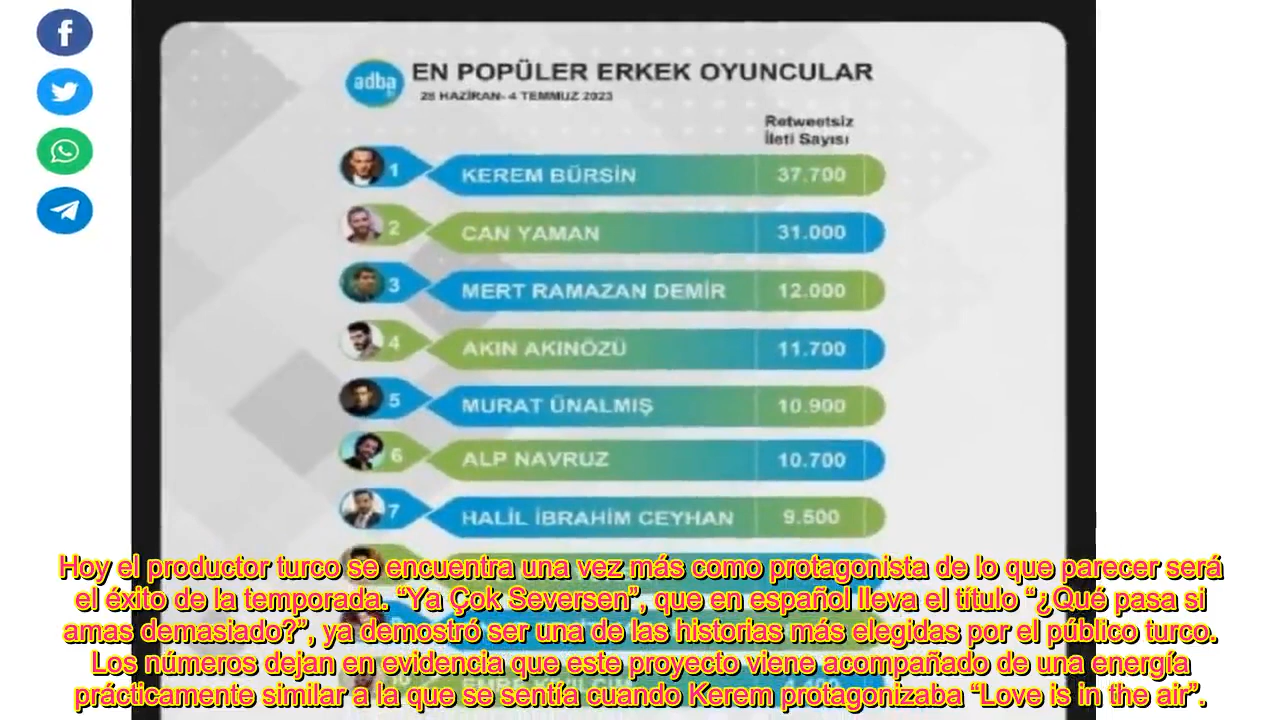 adba
EN POPÜLER ERKEK OYUNCULAR
28 HAZİRAN- 4 TEMMUZ 2023
Retweetsiz
İleti Sayısı
1 KEREM BÜRSİN 37.700
2 CAN YAMAN 31.000
3 MERT RAMAZAN DEMİR 12.000
4 AKIN AKINÖZÜ 11.700
5 MURAT ÜNALMIŞ 10.900
6 ALP NAVRUZ 10.700
7 HALİL İBRAHİM CEYHAN 9.500
Hoy el productor turco se encuentra una vez más como protagonista de lo que parecer será
el éxito de la temporada. “Ya Çok Seversen”, que en español lleva el título “¿Qué pasa si
amas demasiado?”, ya demostró ser una de las historias más elegidas por el público turco.
Los números dejan en evidencia que este proyecto viene acompañado de una energía
prácticamente similar a la que se sentía cuando Kerem protagonizaba “Love is in the air”.